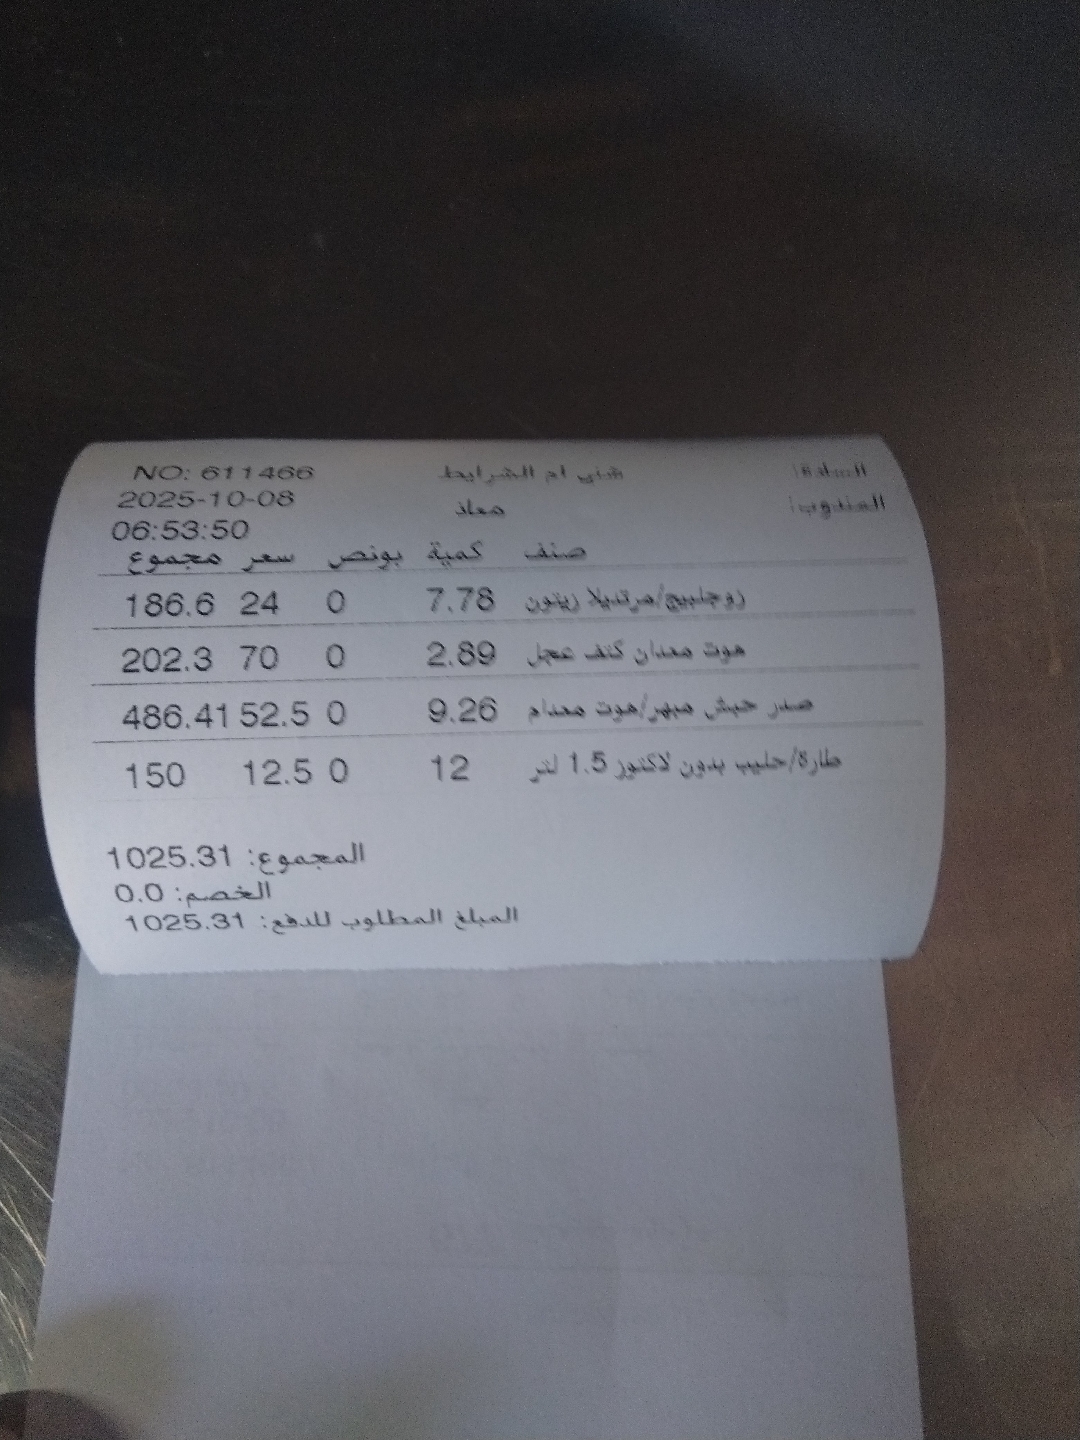 السادة: شني ام الشرايط NO: 611466
المندوب: معاذ 2025-10-08
06:53:50
صنف كمية بونص سعر مجموع
زوجلبيج/مرتديلا زيتون 7.78 0 24 186.6
هوت معدان كتف عجل 2.89 0 70 202.3
صدر حبش مبهر/هوت معدام 9.26 0 52.5 486.41
طارة/حليب بدون لاكتوز 1.5 لتر 12 0 12.5 150
المجموع: 1025.31
الخصم: 0.0
المبلغ المطلوب للدفع: 1025.31